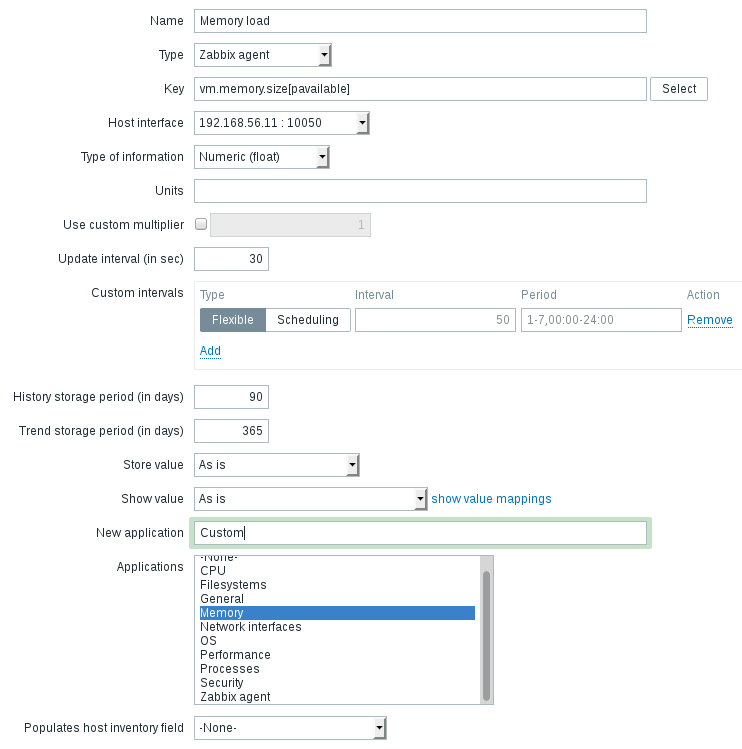 Name Memory load
Type Zabbix agent
Key vm.memory.size[pavailable] Select
Host interface 192.168.56.11 : 10050
Type of information Numeric (float)
Units
Use custom multiplier 1
Update interval (in sec) 30
Custom intervals Type Interval Period Action
Flexible Scheduling 50 1-7,00:00-24:00 Remove
Add
History storage period (in days) 90
Trend storage period (in days) 365
Store value As is
Show value As is show value mappings
New application Custom
Applications -None-
CPU
Filesystems
General
Memory
Network interfaces
OS
Performance
Processes
Security
Zabbix agent
Populates host inventory field -None-